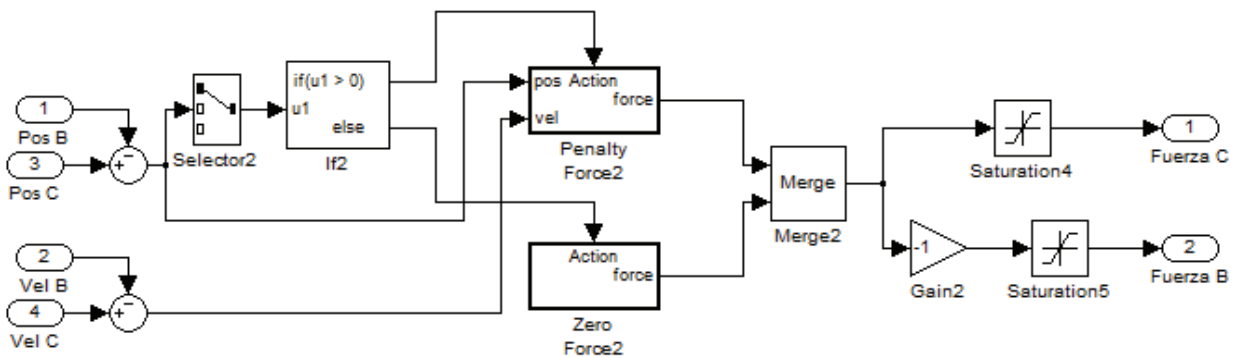 1
Pos B
3
Pos C
+
−
Selector2
if(u1 > 0)
u1
else
If2
pos
Action
force
vel
Penalty
Force2
2
Vel B
4
Vel C
+
−
Action
force
Zero
Force2
Merge
Merge2
Saturation4
1
Fuerza C
-1
Gain2
Saturation5
2
Fuerza B